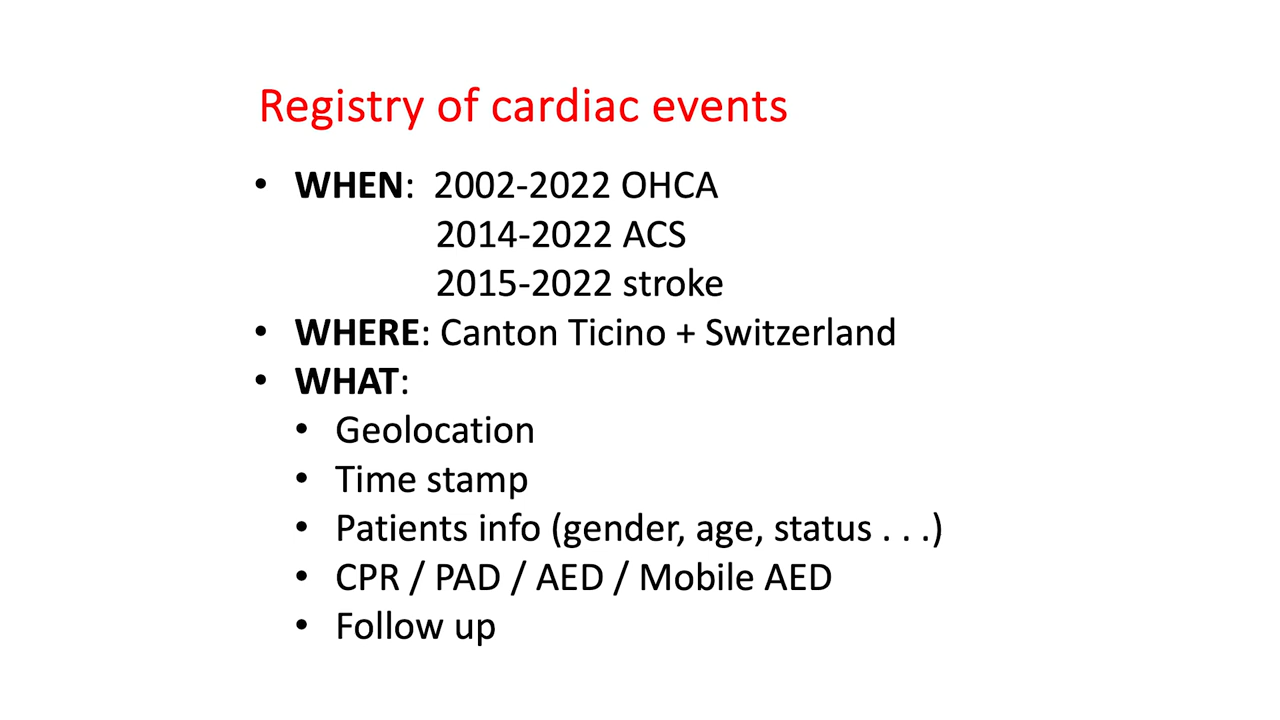 Registry of cardiac events
• WHEN: 2002-2022 OHCA
2014-2022 ACS
2015-2022 stroke
• WHERE: Canton Ticino + Switzerland
• WHAT:
• Geolocation
• Time stamp
• Patients info (gender, age, status . . .)
• CPR / PAD / AED / Mobile AED
• Follow up